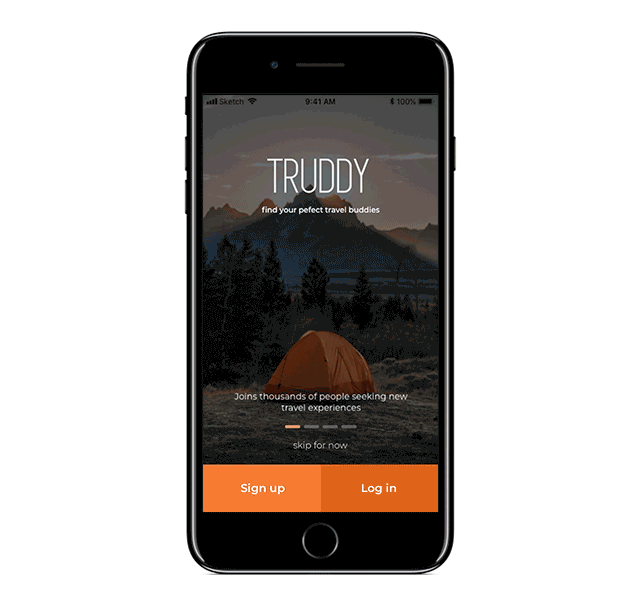 Sketch 9:41 AM 100%
TRUDDY
find your pefect travel buddies
Joins thousands of people seeking new
travel experiences
skip for now
Sign up Log in